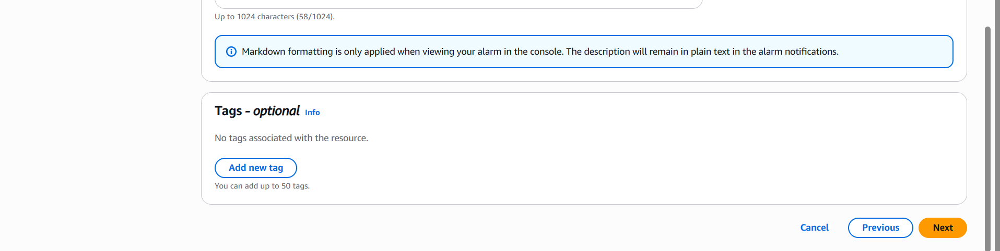 Up to 1024 characters (58/1024).
Markdown formatting is only applied when viewing your alarm in the console. The description will remain in plain text in the alarm notifications.
Tags - optional Info
No tags associated with the resource.
Add new tag
You can add up to 50 tags.
Cancel Previous Next